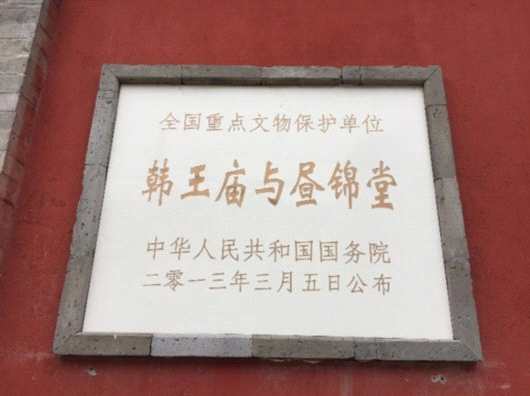 全国重点文物保护单位
韩王庙与昼锦堂
中华人民共和国国务院
二零一三年三月五日公布